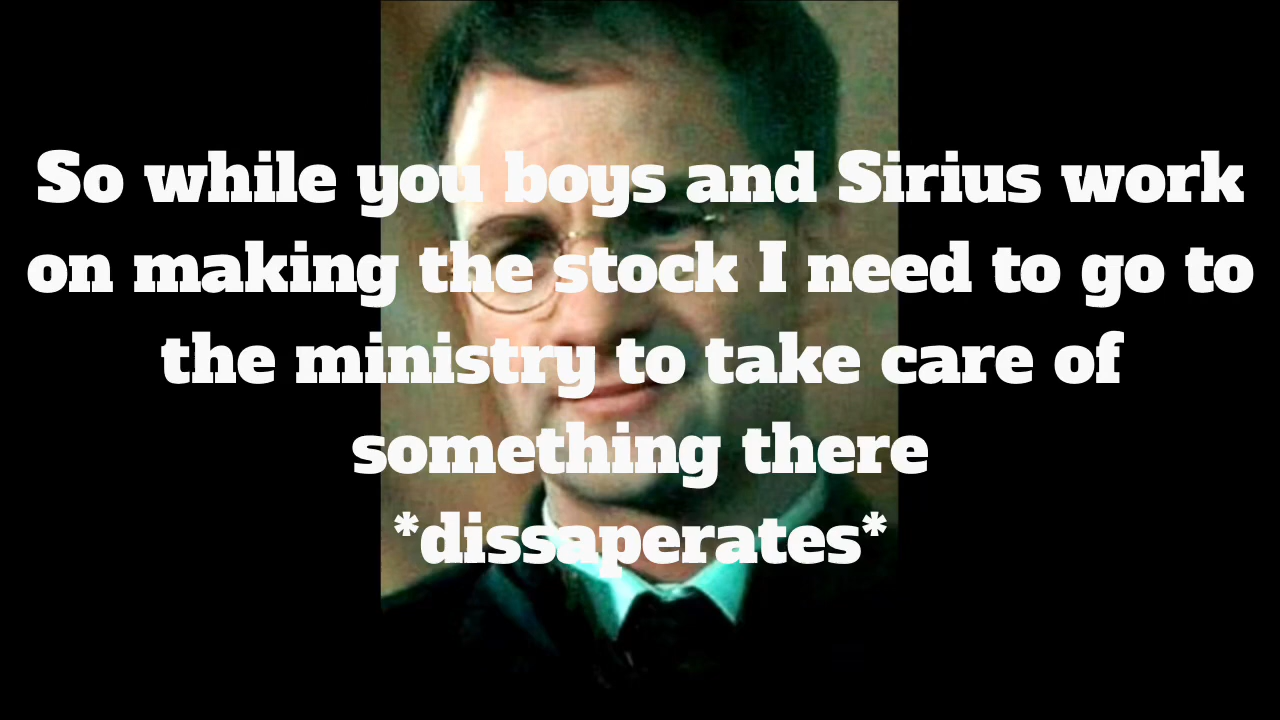 So while you boys and Sirius work
on making the stock I need to go to
the ministry to take care of
something there
*dissaperates*